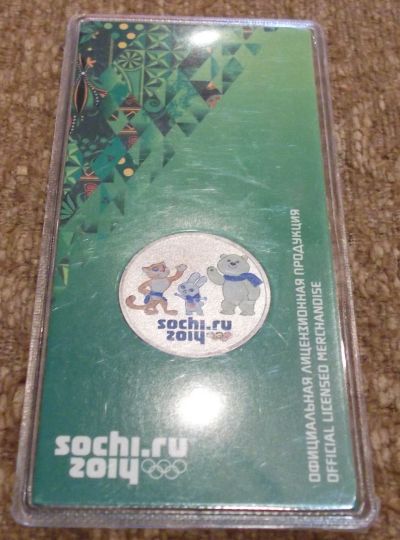 sochi.ru
2014
sochi.ru
2014
ОФИЦИАЛЬНАЯ ЛИЦЕНЗИОННАЯ ПРОДУКЦИЯ
OFFICIAL LICENSED MERCHANDISE